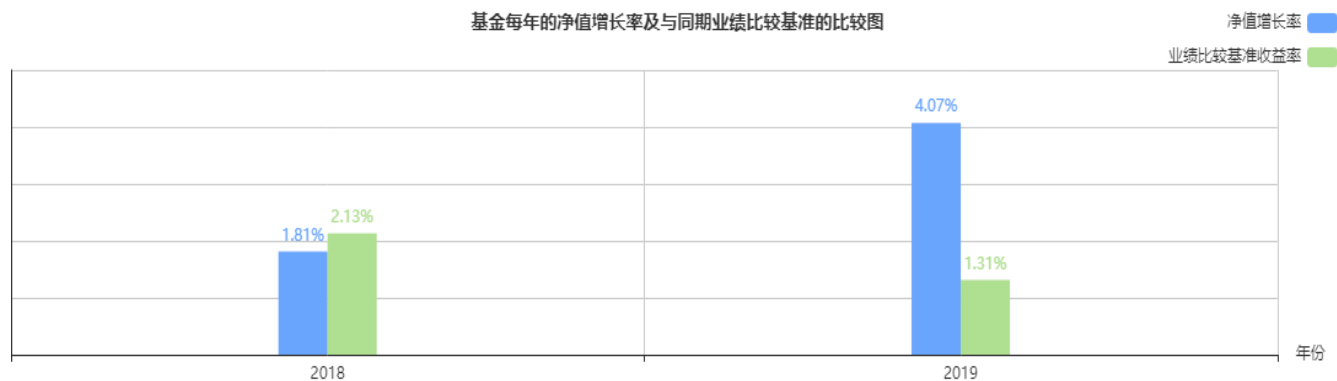 基金每年的净值增长率及与同期业绩比较基准的比较图
净值增长率
业绩比较基准收益率
4.07%
2.13%
1.81%
1.31%
年份
2018
2019